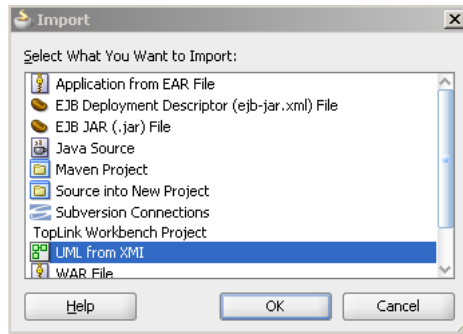 Import
Select What You Want to Import:
Application from EAR File
EJB Deployment Descriptor (ejb-jar.xml) File
EJB JAR (.jar) File
Java Source
Maven Project
Source into New Project
Subversion Connections
TopLink Workbench Project
UML from XMI
WAR File
Help OK Cancel